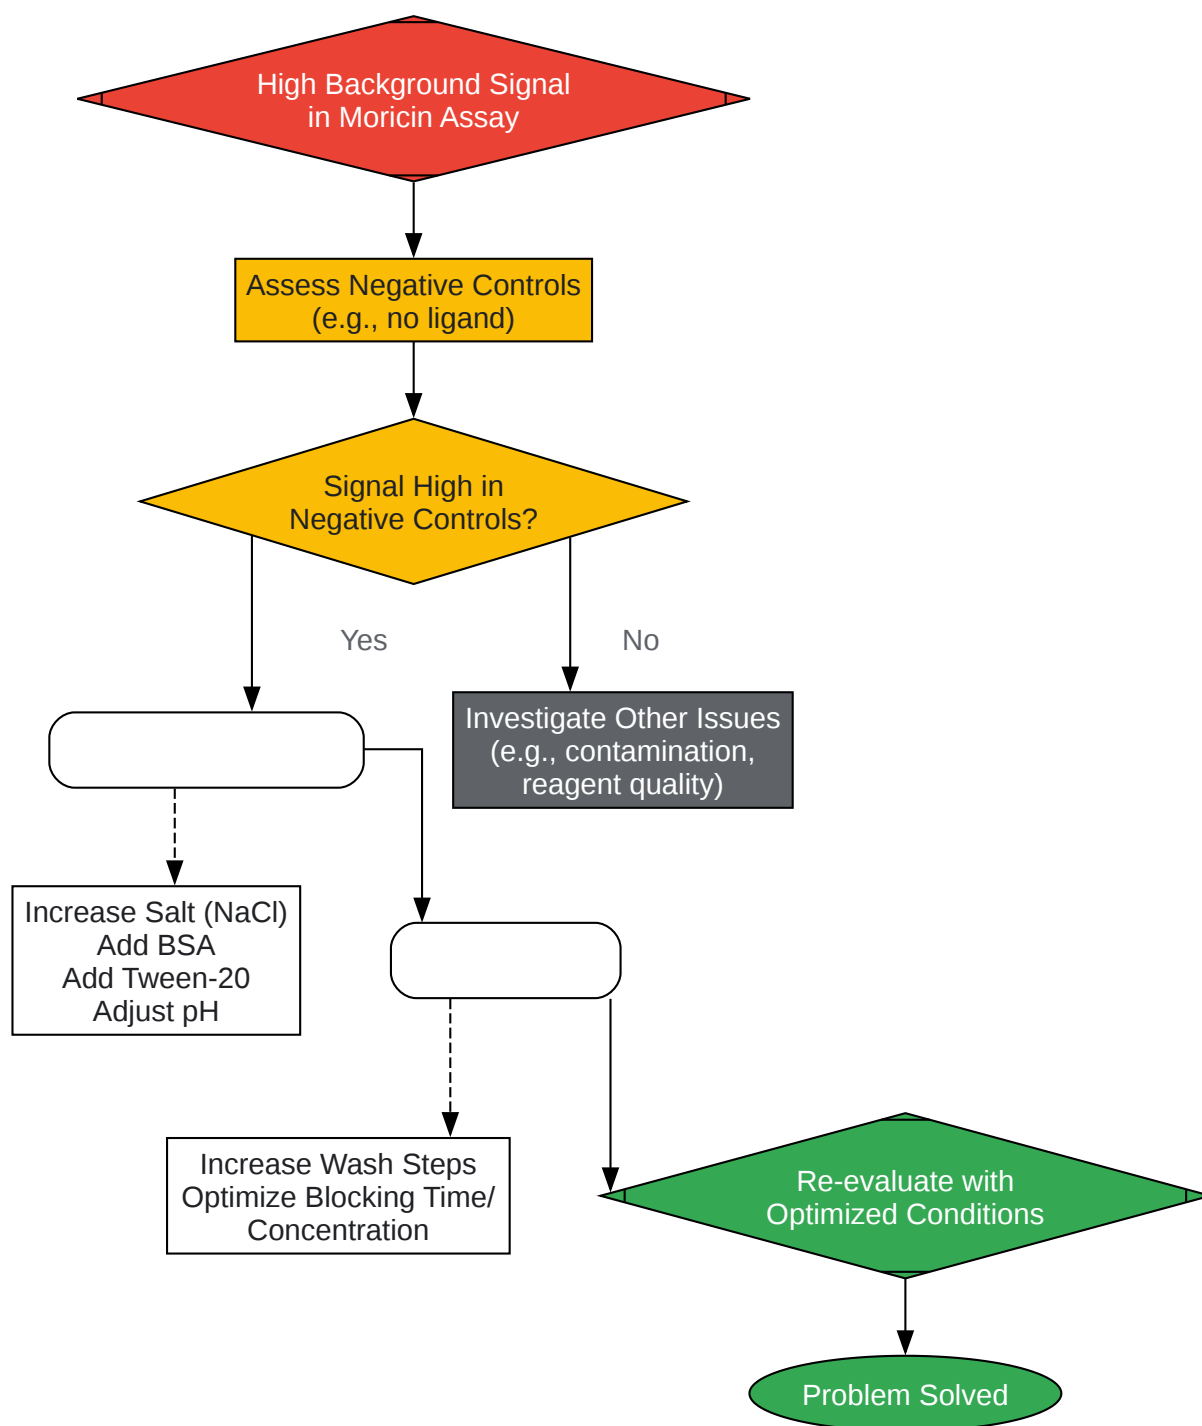 High Background Signal
in Moricin Assay
Assess Negative Controls
(e.g., no ligand)
Signal High in
Negative Controls?
Yes
No
Investigate Other Issues
(e.g., contamination,
reagent quality)
Increase Salt (NaCl)
Add BSA
Add Tween-20
Adjust pH
Increase Wash Steps
Optimize Blocking Time/
Concentration
Re-evaluate with
Optimized Conditions
Problem Solved